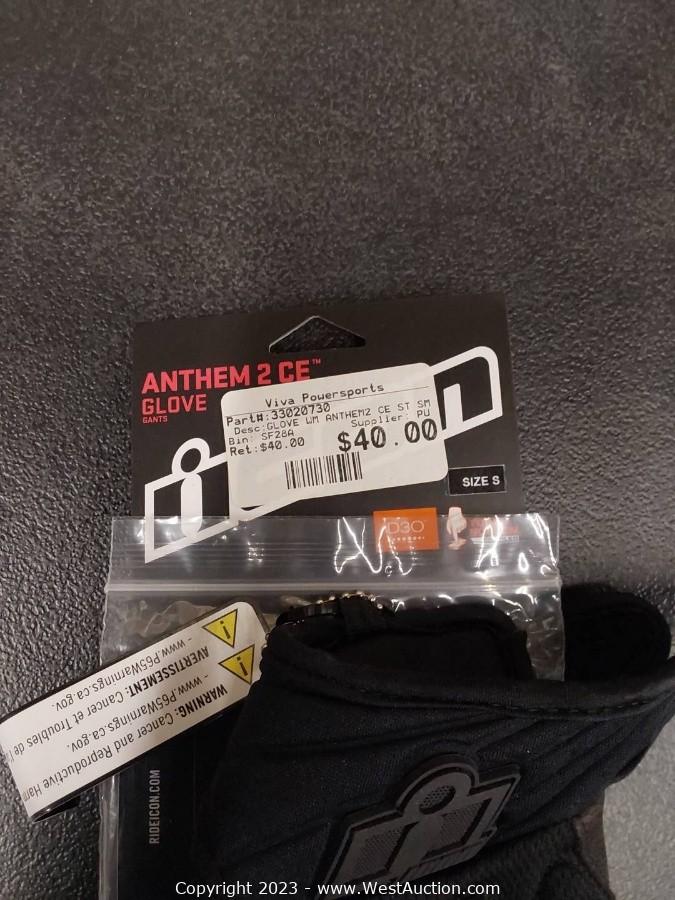 ANTHEM 2 CE™
GLOVE
GANTS
Viva Powersports
Part#:33020730
Desc:GLOVE WM ANTHEM2 CE ST SM
Bin: SF28A Supplier: PU
Ret:$40.00 $40.00
SIZE S
D3O
WARNING: Cancer and Reproductive Harm
- www.P65Warnings.ca.gov.
AVERTISSEMENT: Cancer et Troubles de
- www.P65Warnings.ca.gov.
RIDEICON.COM
Copyright 2023 - www.WestAuction.com